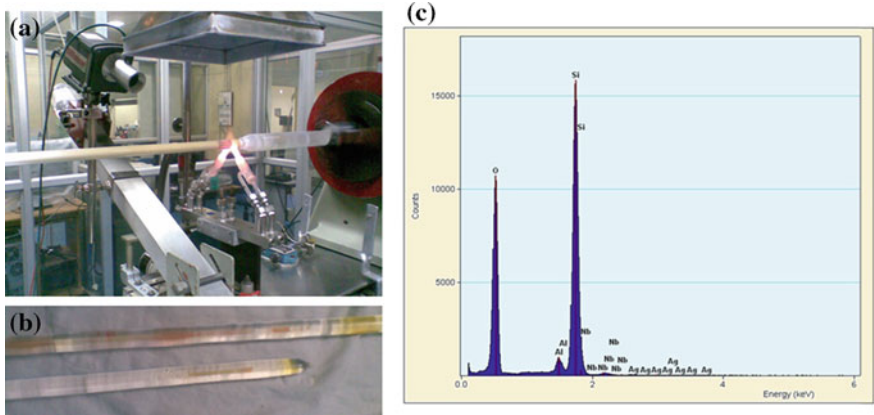 (a)
(b)
(c)
Si
15000
Si
O
10000
Counts
5000
Nb
Al Nb
Al Nb Nb Ag
Nb Nb Nb Ag Ag Ag Ag Ag Ag Ag
0.0 2 4 6
Energy (keV)